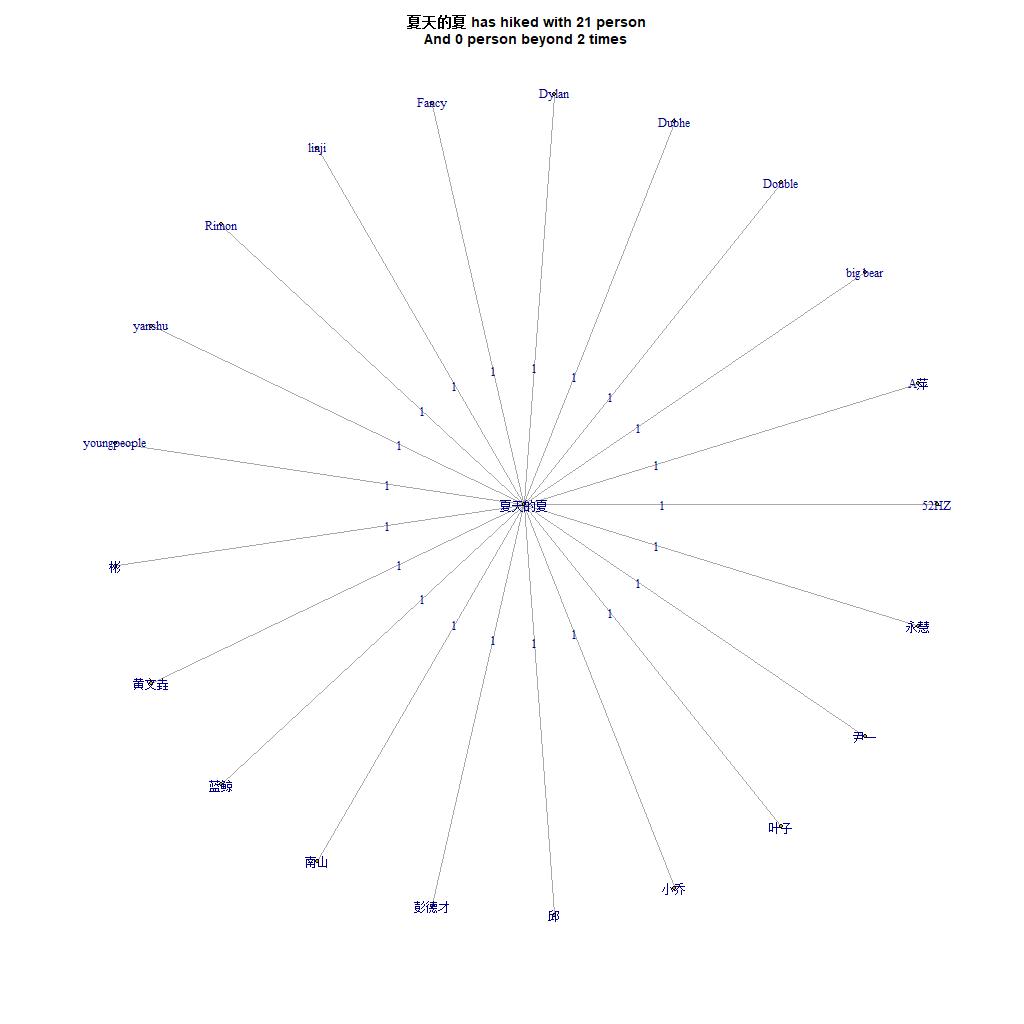 夏天的夏 has hiked with 21 person
And 0 person beyond 2 times
Dylan
Fancy
Dubhe
linji
Double
Rimon
big bear
yanshu
A萍
youngpeople
1
1
1
1
1
1
1
1
1
1
1
夏天的夏
52HZ
1
1
彬
1
1
1
1
1
1
1
1
永慧
黄文垚
尹一
蓝鲸
叶子
南山
小乔
彭德才
邱